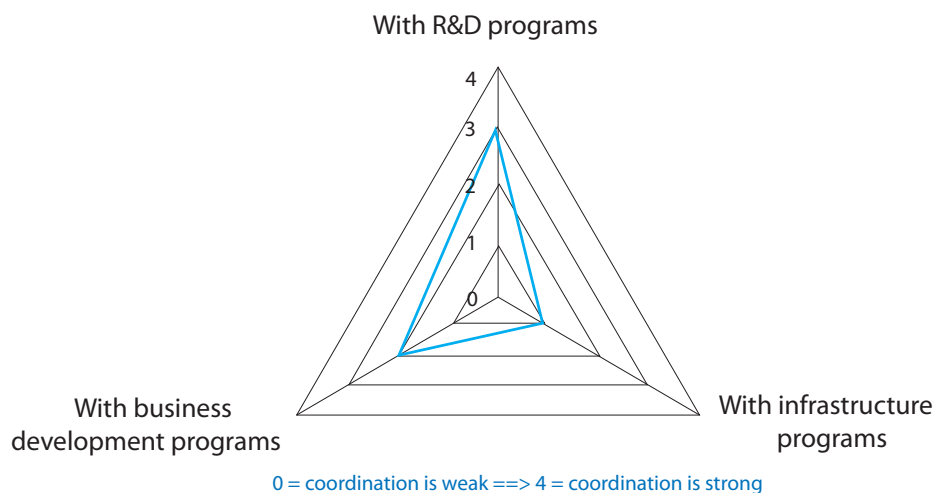 With R&D programs
4
3
2
1
0
With business
development programs
With infrastructure
programs
0 = coordination is weak ==> 4 = coordination is strong